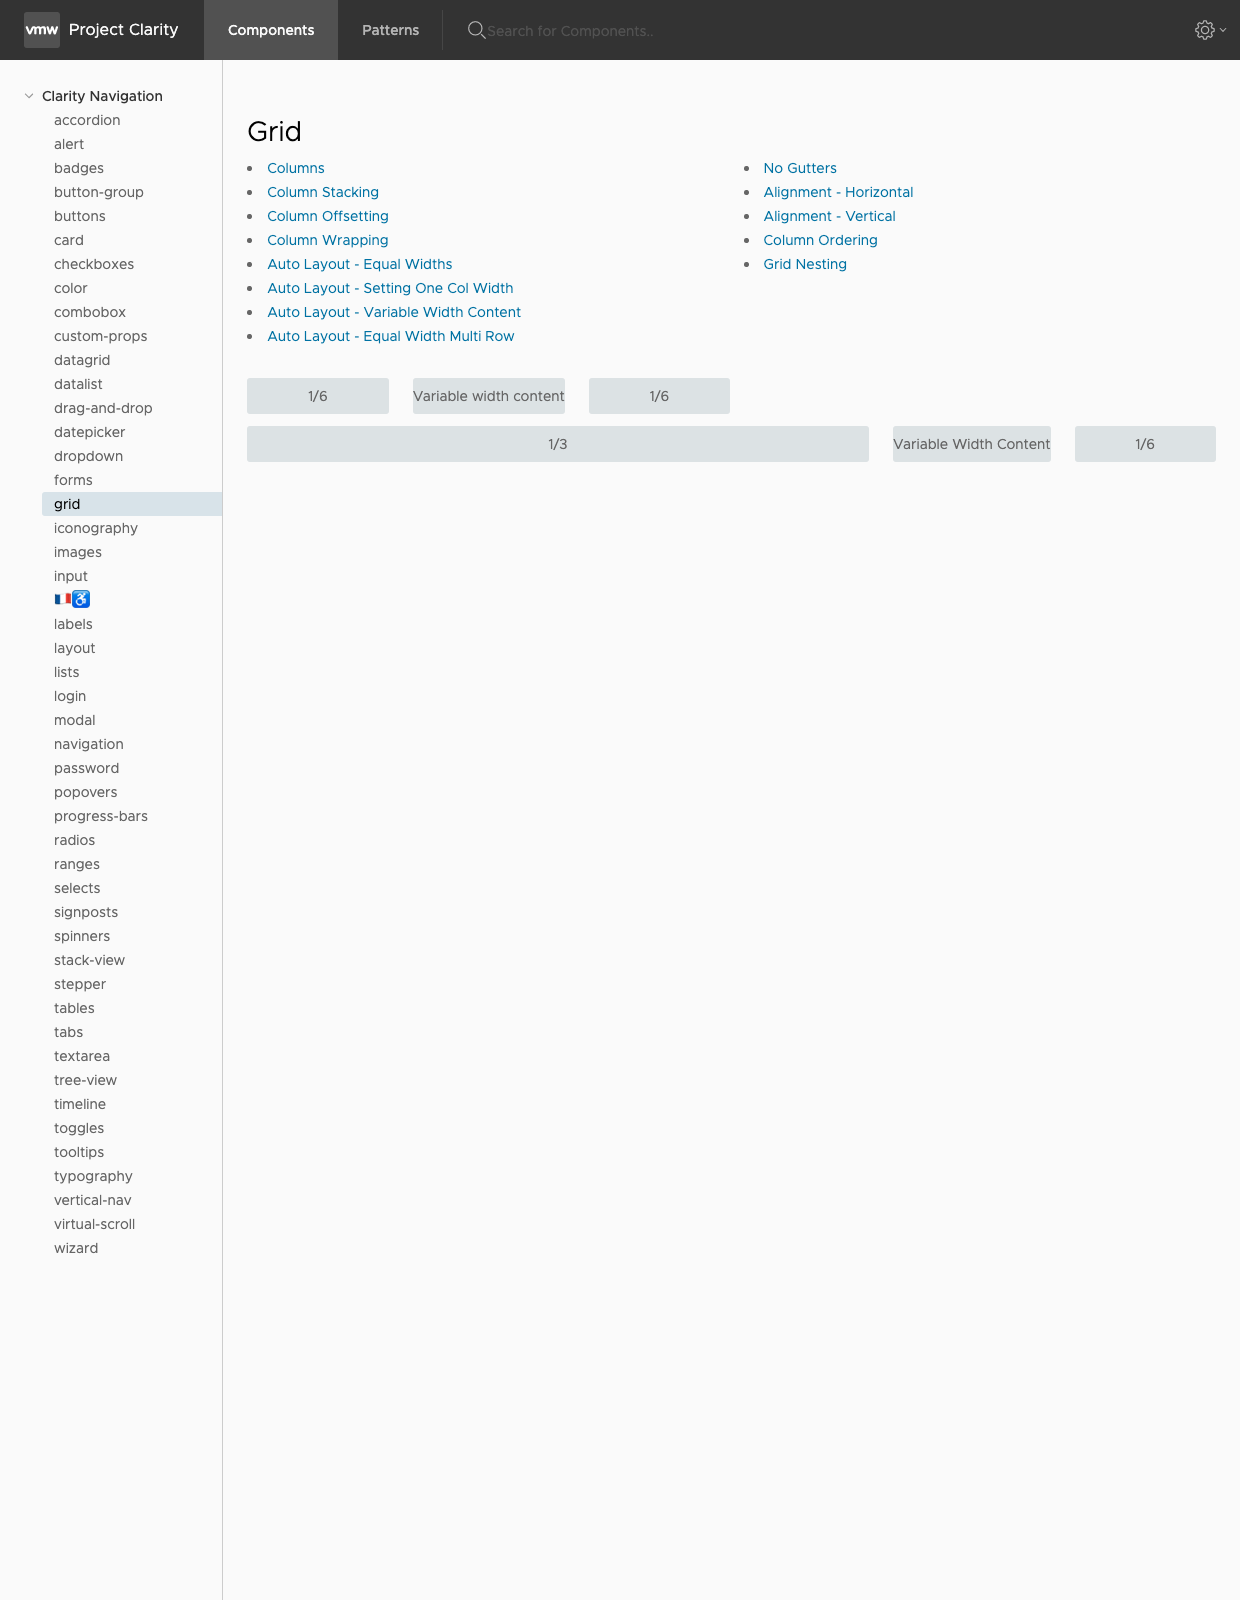 vmw Project Clarity Components Patterns Search for Components..
Clarity Navigation
accordion
alert
badges
button-group
buttons
card
checkboxes
color
combobox
custom-props
datagrid
datalist
drag-and-drop
datepicker
dropdown
forms
grid
iconography
images
input
🇫🇷♿
labels
layout
lists
login
modal
navigation
password
popovers
progress-bars
radios
ranges
selects
signposts
spinners
stack-view
stepper
tables
tabs
textarea
tree-view
timeline
toggles
tooltips
typography
vertical-nav
virtual-scroll
wizard
Grid
Columns
Column Stacking
Column Offsetting
Column Wrapping
Auto Layout - Equal Widths
Auto Layout - Setting One Col Width
Auto Layout - Variable Width Content
Auto Layout - Equal Width Multi Row
No Gutters
Alignment - Horizontal
Alignment - Vertical
Column Ordering
Grid Nesting
1/6 Variable width content 1/6
1/3 Variable Width Content 1/6